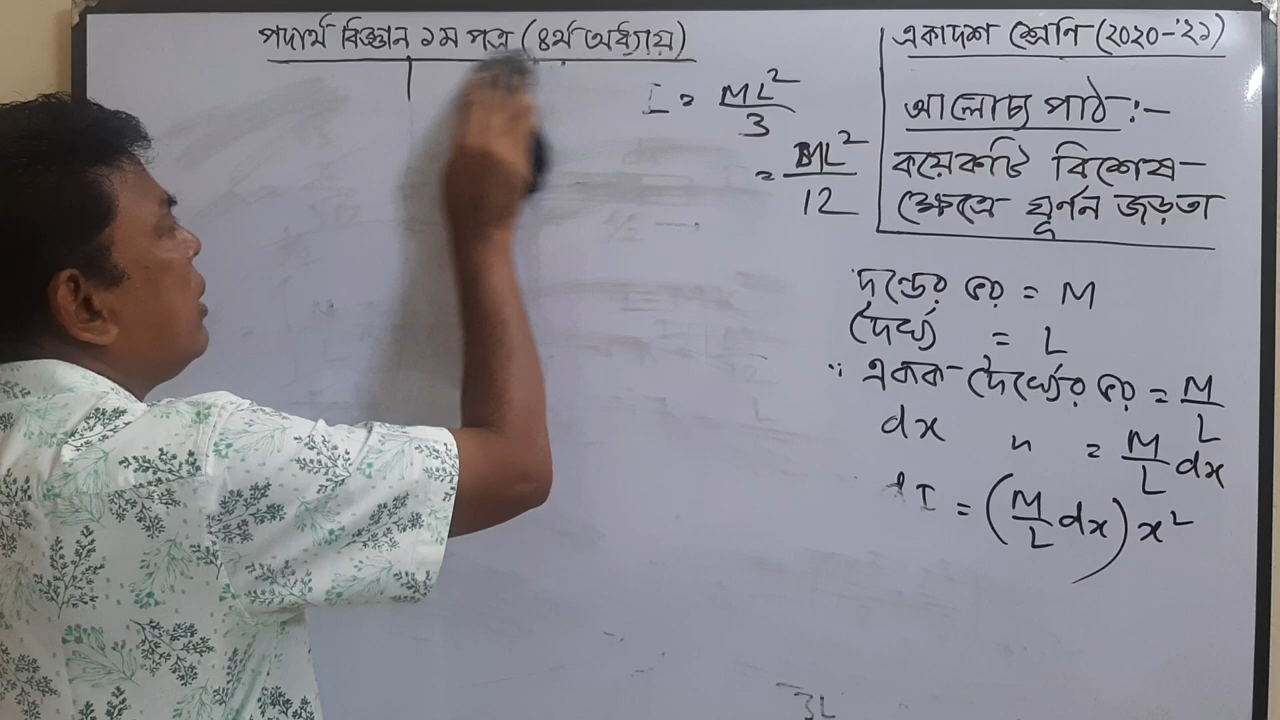 পদার্থ বিজ্ঞান ১ম পত্র (৪র্থ অধ্যায়)
I = ML²/3
= ML²/12
একাদশ শ্রেণি (২০২০-'২১)
আলোচ্য পাঠ :-
কয়েকটি বিশেষ
ক্ষেত্রে ঘূর্ণন জড়তা
দন্ডের ভর = M
দৈর্ঘ্য = L
∴ একক দৈর্ঘ্যের ভর = M/L
dx " = M/L dx
dI = (M/L dx) x²